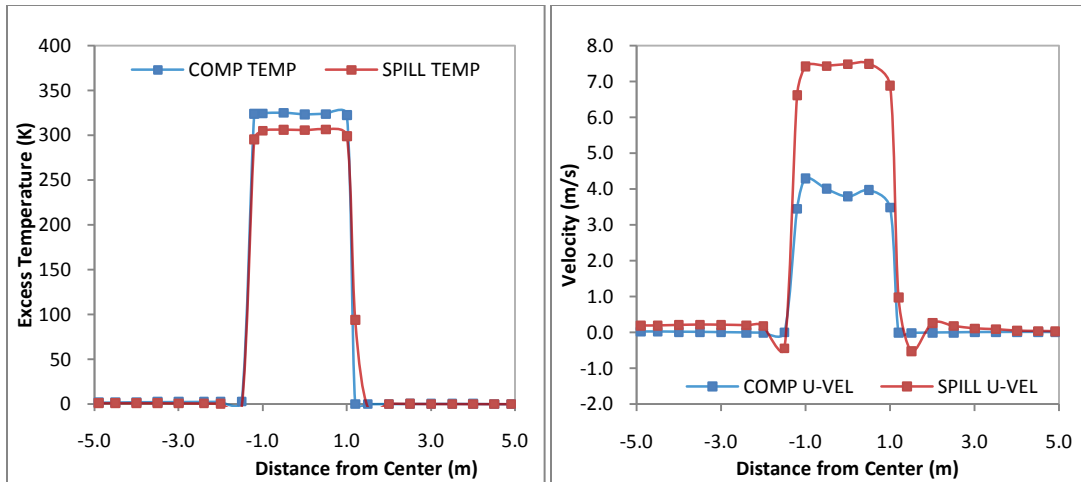 400
350
300
250
200
150
100
50
0
Excess Temperature (K)
COMP TEMP SPILL TEMP
-5.0 -3.0 -1.0 1.0 3.0 5.0
Distance from Center (m)
8.0
7.0
6.0
5.0
4.0
3.0
2.0
1.0
0.0
-1.0
-2.0
Velocity (m/s)
COMP U-VEL SPILL U-VEL
-5.0 -3.0 -1.0 1.0 3.0 5.0
Distance from Center (m)